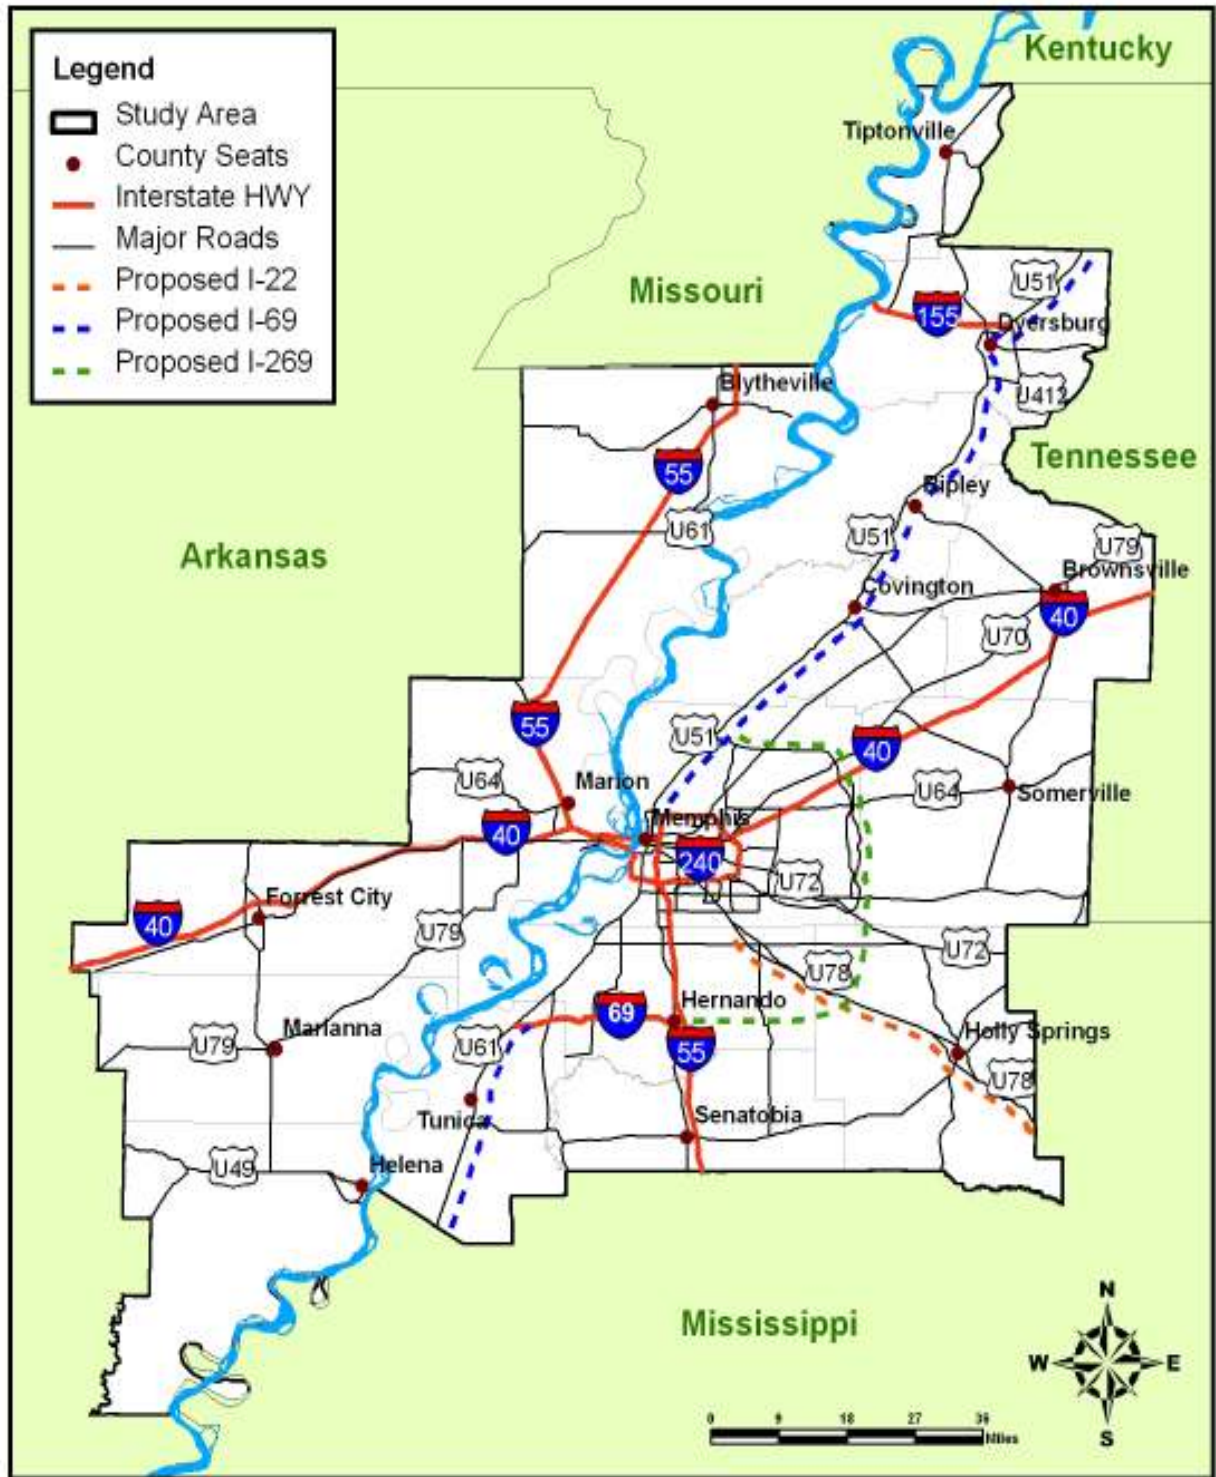 Kentucky
Legend
Study Area
County Seats
Interstate HWY
Major Roads
Proposed I-22
Proposed I-69
Proposed I-269
Tiptonville
Missouri
U51
155
Dyersburg
Blytheville
U412
55
Tennessee
Ripley
U61
U51
U79
Arkansas
Brownsville
Covington
40
U70
55
U51
40
Marion
U64
U64
Somerville
40
Memphis
240
U72
Forrest City
40
U79
U72
U78
69
Hernando
Marianna
U79
U61
55
Holly Springs
U78
Tunica
Senatobia
U49
Helena
Mississippi
N
W
E
S
0 9 18 27 36
Miles